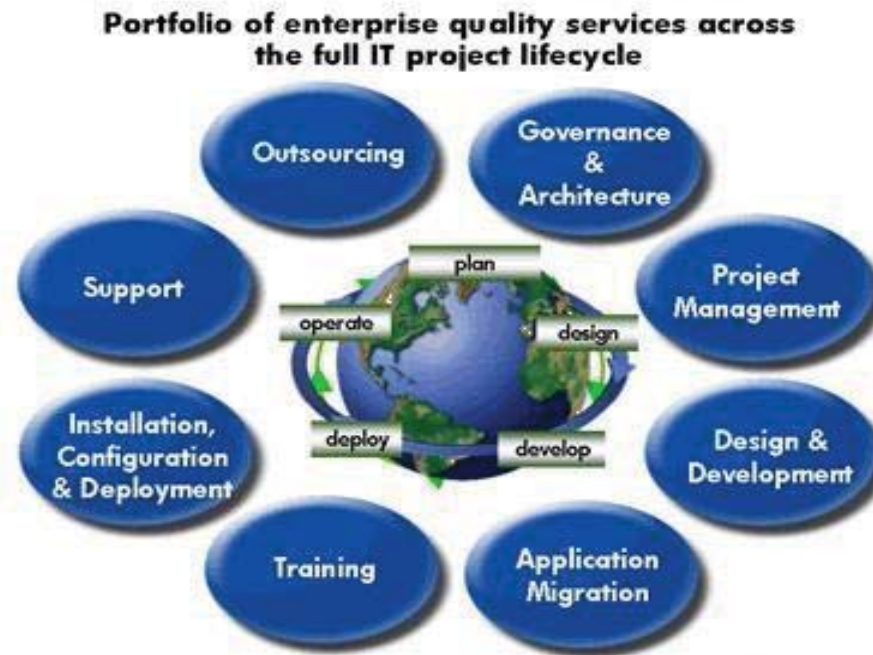 Portfolio of enterprise quality services across
the full IT project lifecycle
Outsourcing
Governance
&
Architecture
Support
Project
Management
plan
operate
design
deploy
develop
Installation,
Configuration
& Deployment
Design &
Development
Training
Application
Migration